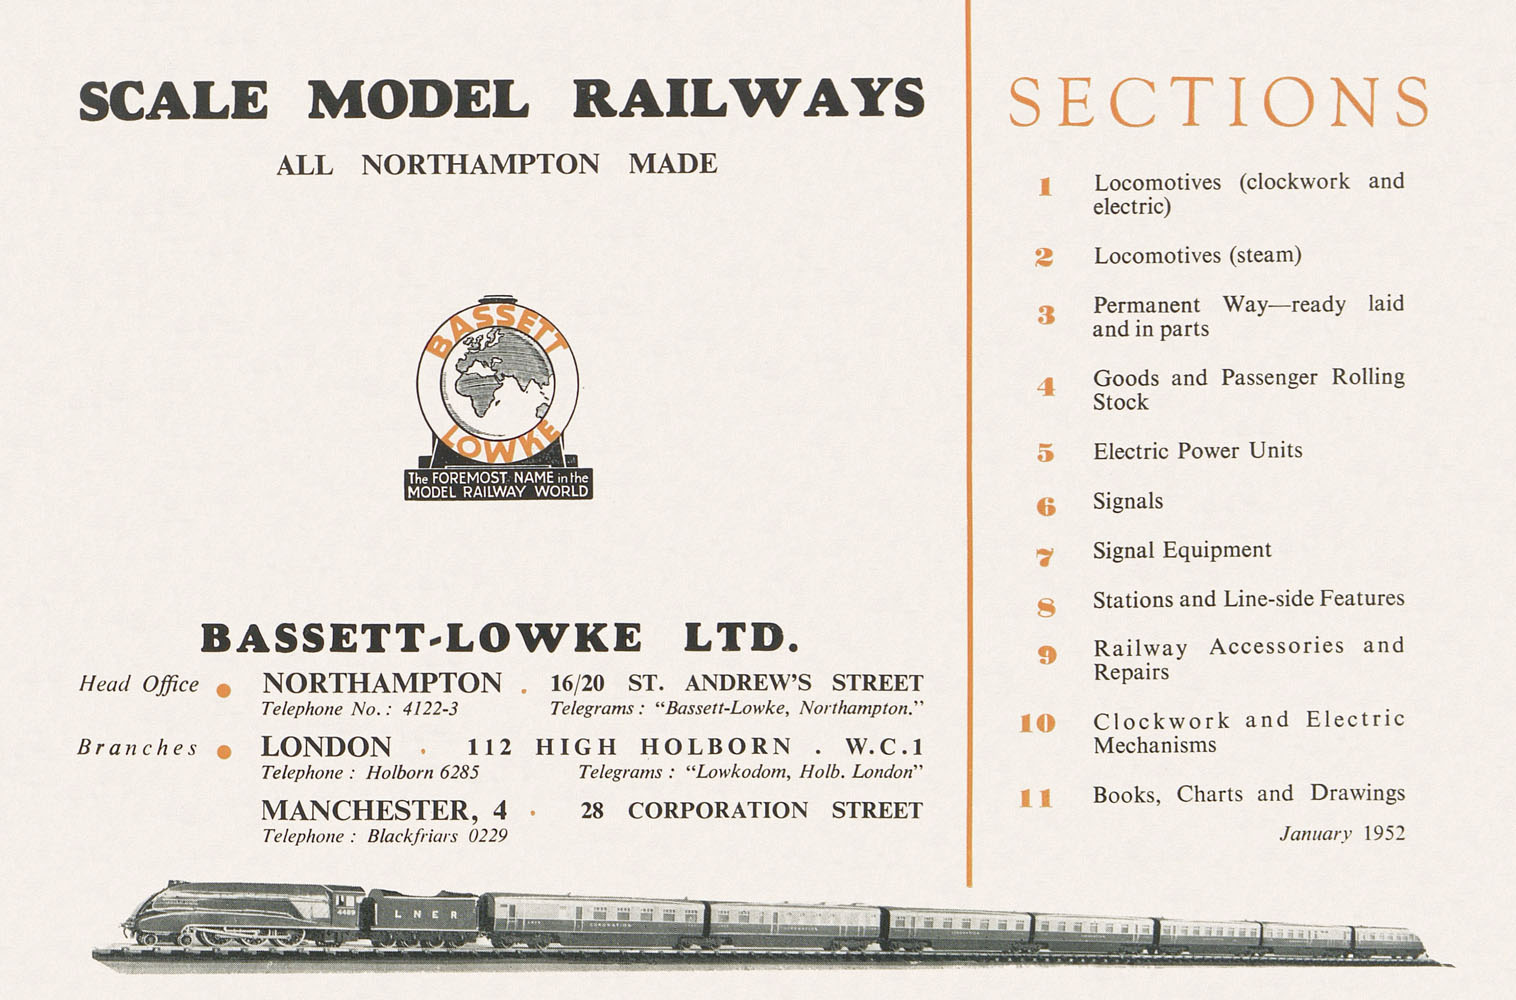 SCALE MODEL RAILWAYS
ALL NORTHAMPTON MADE
BASSETT
LOWKE
The FOREMOST NAME in the
MODEL RAILWAY WORLD
BASSETT-LOWKE LTD.
Head Office • NORTHAMPTON . 16/20 ST. ANDREW'S STREET
Telephone No.: 4122-3 Telegrams: "Bassett-Lowke, Northampton."
Branches • LONDON . 112 HIGH HOLBORN . W.C.1
Telephone: Holborn 6285 Telegrams: "Lowkodom, Holb. London"
MANCHESTER, 4 . 28 CORPORATION STREET
Telephone: Blackfriars 0229
SECTIONS
1 Locomotives (clockwork and
electric)
2 Locomotives (steam)
3 Permanent Way—ready laid
and in parts
4 Goods and Passenger Rolling
Stock
5 Electric Power Units
6 Signals
7 Signal Equipment
8 Stations and Line-side Features
9 Railway Accessories and
Repairs
10 Clockwork and Electric
Mechanisms
11 Books, Charts and Drawings
January 1952
4489
LNER
CORONATION
CORONATION